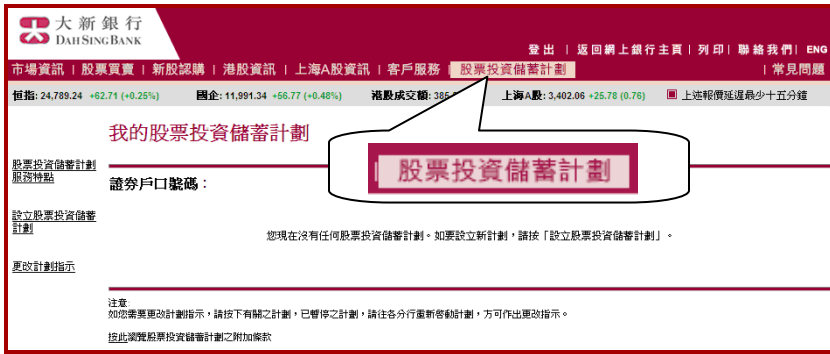 大新銀行
DAH SING BANK
登出 | 返回網上銀行主頁 | 列印 | 聯絡我們 | ENG
市場資訊 | 股票買賣 | 新股認購 | 港股資訊 | 上海A股資訊 | 客戶服務 | 股票投資儲蓄計劃 | 常見問題
恒指: 24,789.24 +62.71 (+0.25%) 國企: 11,991.34 +56.77 (+0.48%) 港股成交額: 385. 上海A股: 3,402.06 +25.78 (0.76) 上述報價延遲最少十五分鐘
我的股票投資儲蓄計劃
股票投資儲蓄計劃
股票投資儲蓄計劃
服務特點
證券戶口號碼：
設立股票投資儲蓄
計劃
您現在沒有任何股票投資儲蓄計劃。如要設立新計劃，請按「設立股票投資儲蓄計劃」。
更改計劃指示
注意:
如您需要更改計劃指示，請按下有關之計劃，已暫停之計劃，請往各分行重新啓動計劃，方可作出更改指示。
按此瀏覽股票投資儲蓄計劃之附加條款